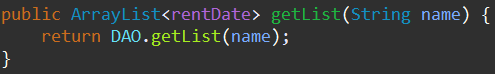 public ArrayList<rentDate> getList(String name) {
    return DAO.getList(name);
}